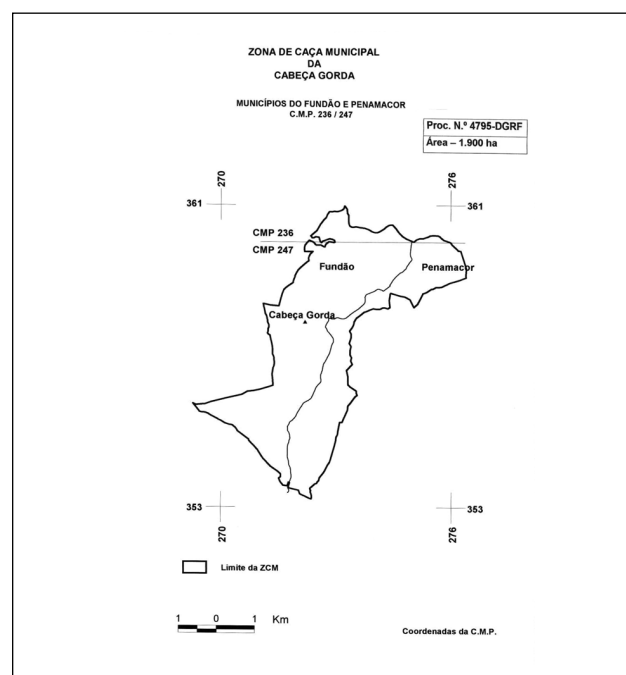 ZONA DE CAÇA MUNICIPAL
DA
CABEÇA GORDA
MUNICÍPIOS DO FUNDÃO E PENAMACOR
C.M.P. 236 / 247
Proc. N.º 4795-DGRF
Área – 1.900 ha
270
276
361
361
CMP 236
CMP 247
Fundão
Penamacor
Cabeça Gorda
353
353
270
276
Limite da ZCM
1 0 1 Km
Coordenadas da C.M.P.